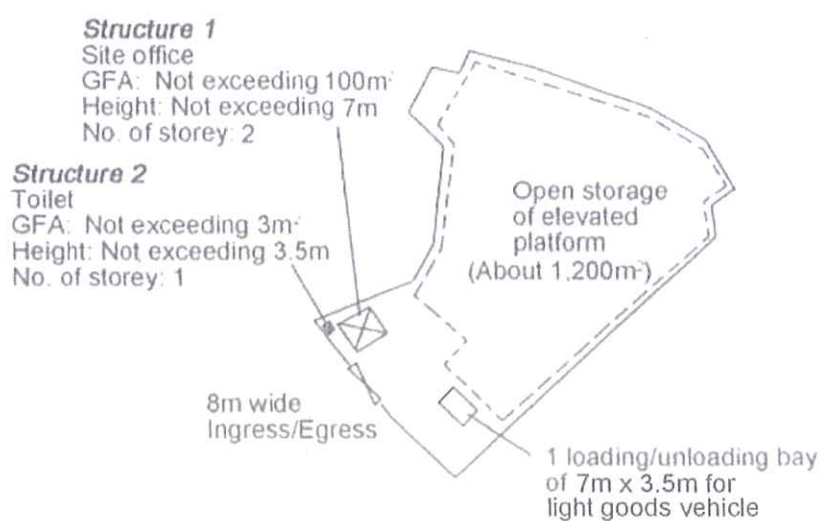 Structure 1
Site office
GFA: Not exceeding 100m²
Height: Not exceeding 7m
No. of storey: 2
Structure 2
Toilet
GFA: Not exceeding 3m²
Height: Not exceeding 3.5m
No. of storey: 1
Open storage
of elevated
platform
(About 1,200m²)
8m wide
Ingress/Egress
1 loading/unloading bay
of 7m x 3.5m for
light goods vehicle